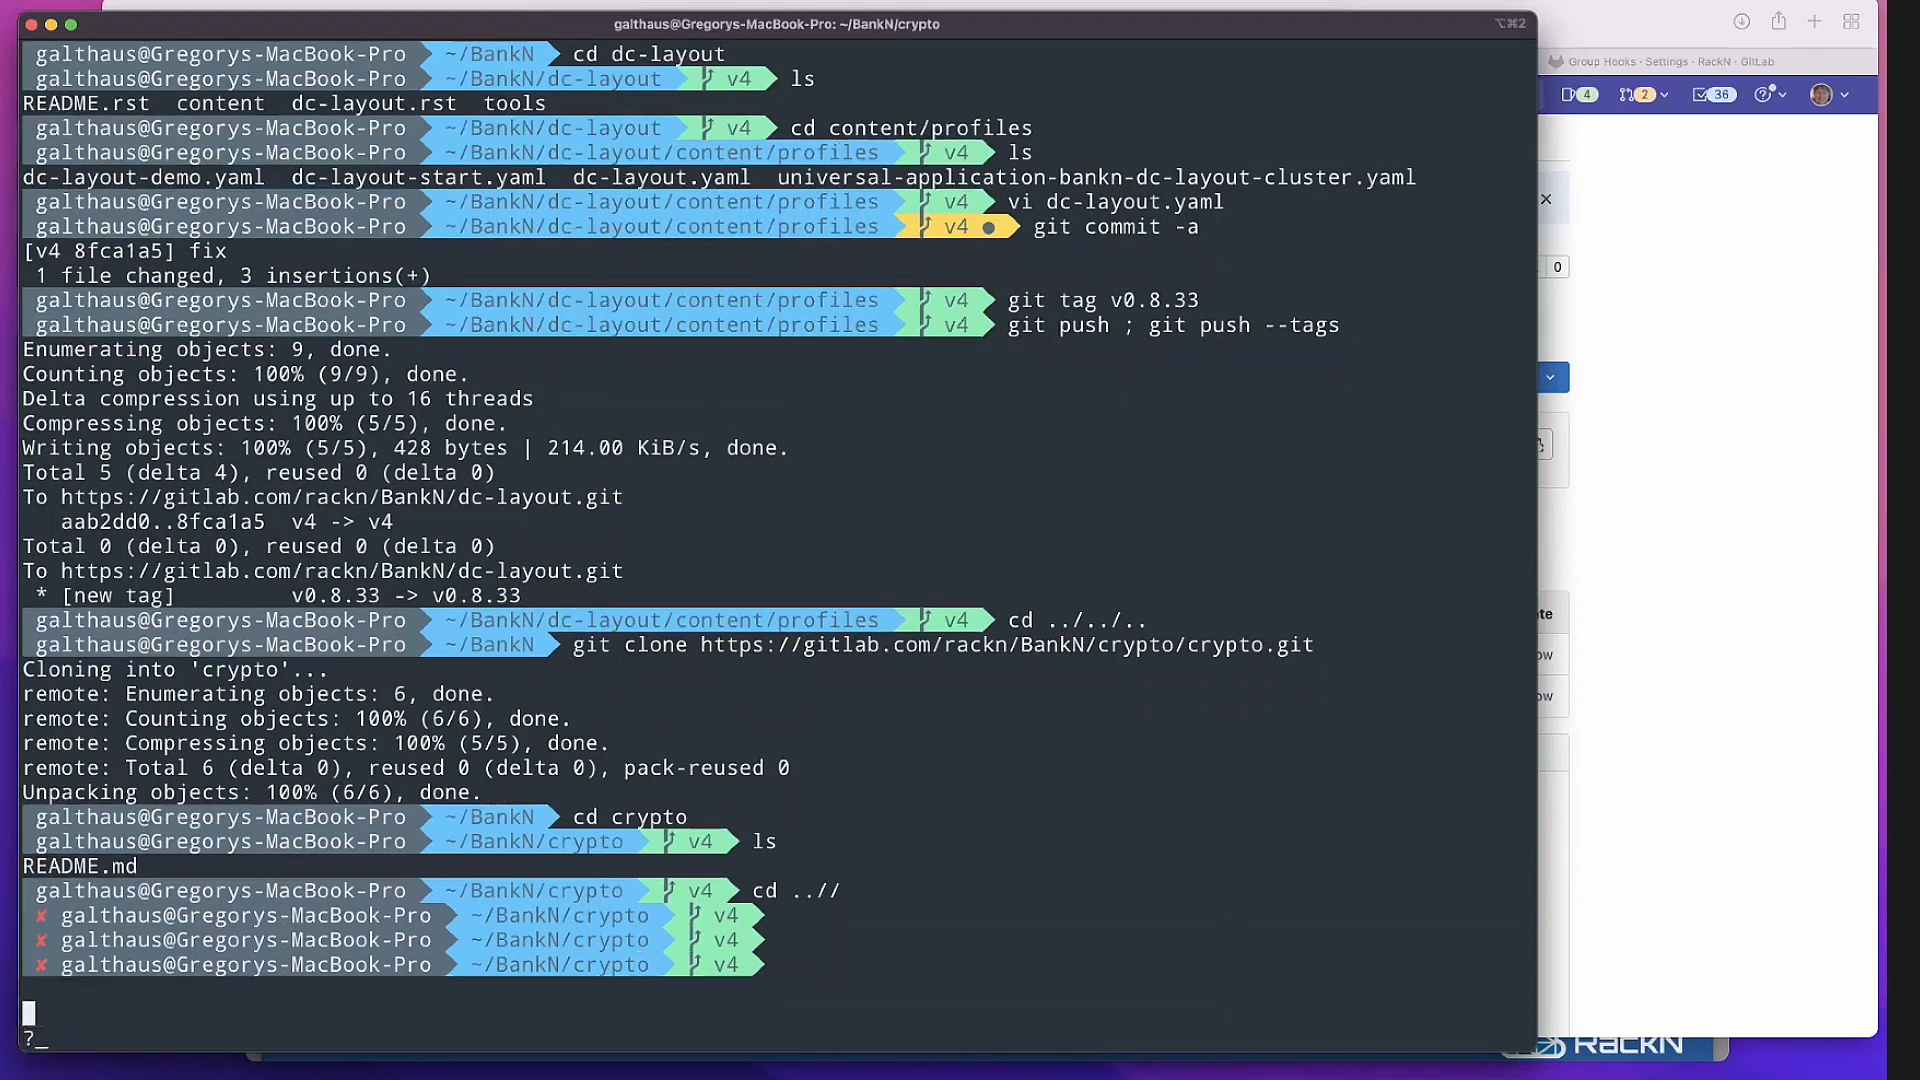 galthaus@Gregorys-MacBook-Pro: ~/BankN/crypto
⌥⌘2
galthaus@Gregorys-MacBook-Pro ~/BankN cd dc-layout
galthaus@Gregorys-MacBook-Pro ~/BankN/dc-layout v4 ls
README.rst content dc-layout.rst tools
galthaus@Gregorys-MacBook-Pro ~/BankN/dc-layout v4 cd content/profiles
galthaus@Gregorys-MacBook-Pro ~/BankN/dc-layout/content/profiles v4 ls
dc-layout-demo.yaml dc-layout-start.yaml dc-layout.yaml universal-application-bankn-dc-layout-cluster.yaml
galthaus@Gregorys-MacBook-Pro ~/BankN/dc-layout/content/profiles v4 vi dc-layout.yaml
galthaus@Gregorys-MacBook-Pro ~/BankN/dc-layout/content/profiles v4 ● git commit -a
[v4 8fca1a5] fix
1 file changed, 3 insertions(+)
galthaus@Gregorys-MacBook-Pro ~/BankN/dc-layout/content/profiles v4 git tag v0.8.33
galthaus@Gregorys-MacBook-Pro ~/BankN/dc-layout/content/profiles v4 git push ; git push --tags
Enumerating objects: 9, done.
Counting objects: 100% (9/9), done.
Delta compression using up to 16 threads
Compressing objects: 100% (5/5), done.
Writing objects: 100% (5/5), 428 bytes | 214.00 KiB/s, done.
Total 5 (delta 4), reused 0 (delta 0)
To https://gitlab.com/rackn/BankN/dc-layout.git
aab2dd0..8fca1a5 v4 -> v4
Total 0 (delta 0), reused 0 (delta 0)
To https://gitlab.com/rackn/BankN/dc-layout.git
* [new tag] v0.8.33 -> v0.8.33
galthaus@Gregorys-MacBook-Pro ~/BankN/dc-layout/content/profiles v4 cd ../../..
galthaus@Gregorys-MacBook-Pro ~/BankN git clone https://gitlab.com/rackn/BankN/crypto/crypto.git
Cloning into 'crypto'...
remote: Enumerating objects: 6, done.
remote: Counting objects: 100% (6/6), done.
remote: Compressing objects: 100% (5/5), done.
remote: Total 6 (delta 0), reused 0 (delta 0), pack-reused 0
Unpacking objects: 100% (6/6), done.
galthaus@Gregorys-MacBook-Pro ~/BankN cd crypto
galthaus@Gregorys-MacBook-Pro ~/BankN/crypto v4 ls
README.md
galthaus@Gregorys-MacBook-Pro ~/BankN/crypto v4 cd ..//
✘ galthaus@Gregorys-MacBook-Pro ~/BankN/crypto v4
✘ galthaus@Gregorys-MacBook-Pro ~/BankN/crypto v4
✘ galthaus@Gregorys-MacBook-Pro ~/BankN/crypto v4
?_
Group Hooks · Settings · RackN · GitLab
4 2 36
0
RackN